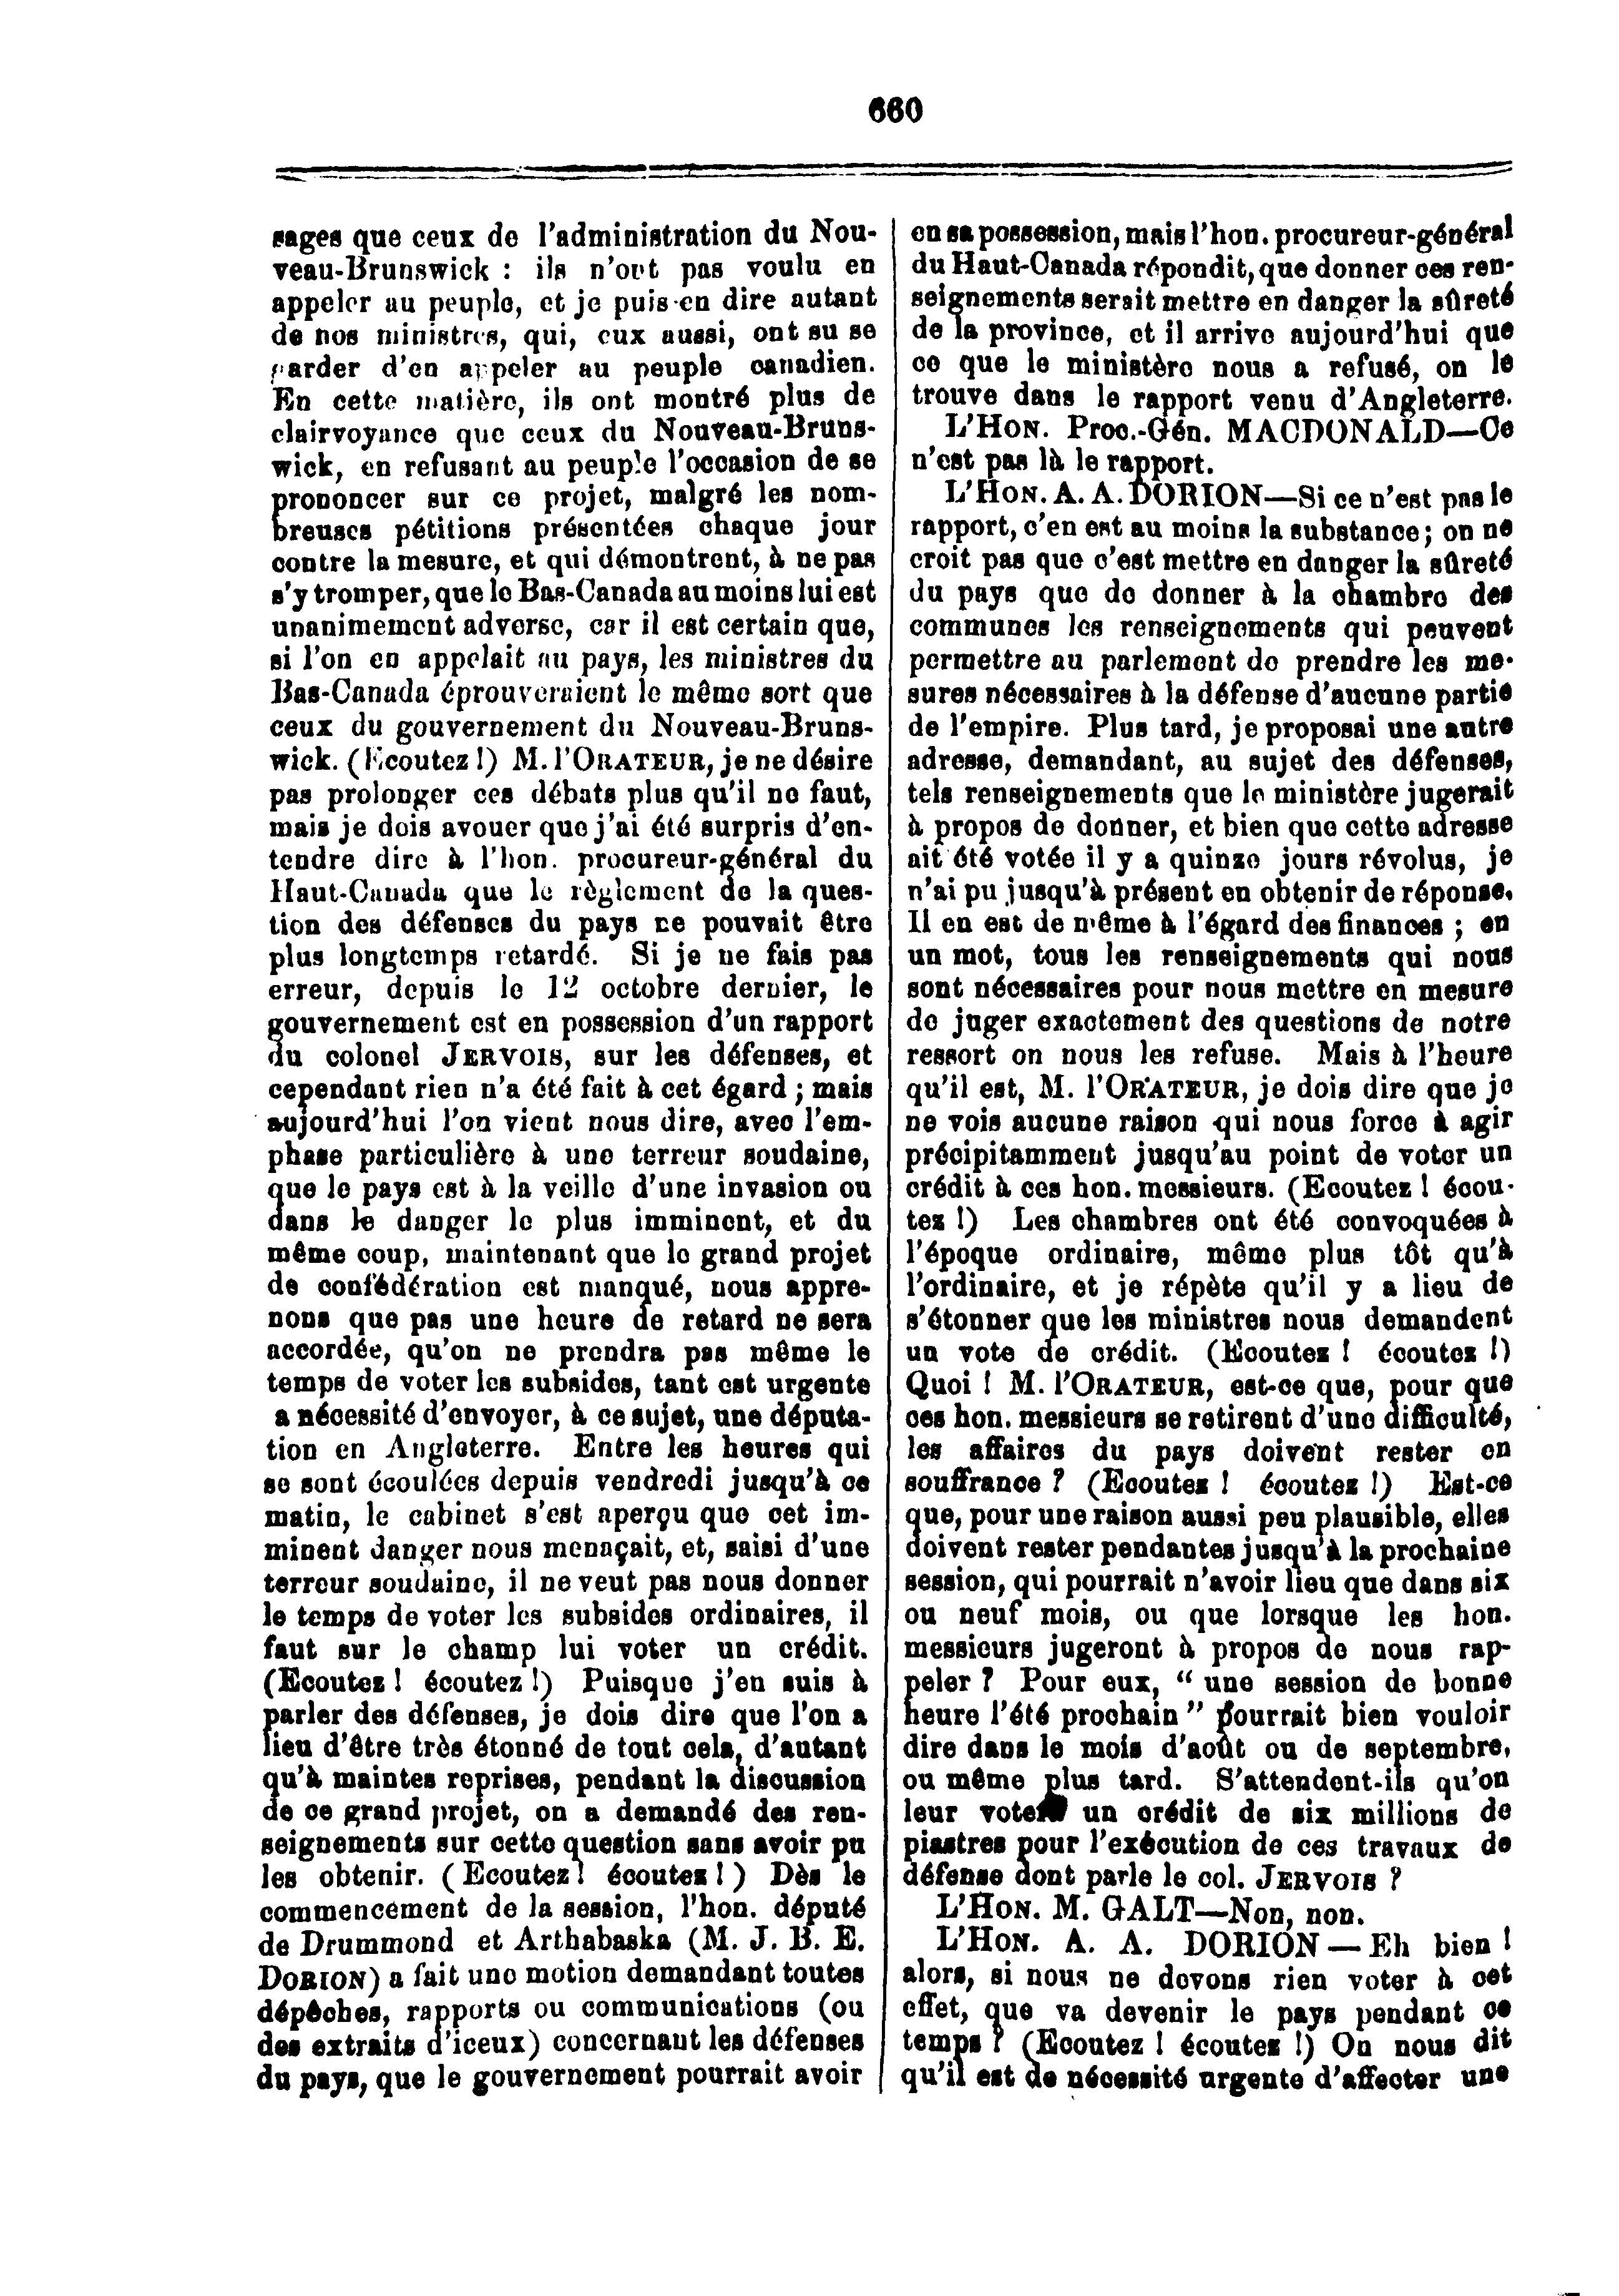 660
sages que ceux de l'administration du Nou-
veau-Brunswick : ils n'ont pas voulu en
appeler au peuple, et je puis en dire autant
de nos ministres, qui, eux aussi, ont su se
garder d'en appeler au peuple canadien.
En cette matière, ils ont montré plus de
clairvoyance que ceux du Nouveau-Bruns-
wick, en refusant au peuple l'occasion de se
prononcer sur ce projet, malgré les nom-
breuses pétitions présentées chaque jour
contre la mesure, et qui démontrent, à ne pas
s'y tromper, que le Bas-Canada au moins lui est
unanimement adverse, car il est certain que,
si l'on en appelait au pays, les ministres du
Bas-Canada éprouveraient le même sort que
ceux du gouvernement du Nouveau-Bruns-
wick. (Ecoutez !) M. l'ORATEUR, je ne désire
pas prolonger ces débats plus qu'il ne faut,
mais je dois avouer que j'ai été surpris d'en-
tendre dire à l'hon. procureur-général du
Haut-Canada que le règlement de la ques-
tion des défenses du pays ne pouvait être
plus longtemps retardé. Si je ne fais pas
erreur, depuis le 12 octobre dernier, le
gouvernement est en possession d'un rapport
du colonel JERVOIS, sur les défenses, et
cependant rien n'a été fait à cet égard ; mais
aujourd'hui l'on vient nous dire, avec l'em-
phase particulière à une terreur soudaine,
que le pays est à la veille d'une invasion ou
dans le danger le plus imminent, et du
même coup, maintenant que le grand projet
de confédération est manqué, nous appre-
nons que pas une heure de retard ne sera
accordée, qu'on ne prendra pas même le
temps de voter les subsides, tant est urgente
a nécessité d'envoyer, à ce sujet, une députa-
tion en Angleterre. Entre les heures qui
se sont écoulées depuis vendredi jusqu'à ce
matin, le cabinet s'est aperçu que cet im-
minent danger nous menaçait, et, saisi d'une
terreur soudaine, il ne veut pas nous donner
le temps de voter les subsides ordinaires, il
faut sur le champ lui voter un crédit.
(Ecoutez ! écoutez !) Puisque j'en suis à
parler des défenses, je dois dire que l'on a
lieu d'être très étonné de tout cela, d'autant
qu'à maintes reprises, pendant la discussion
de ce grand projet, on a demandé des ren-
seignements sur cette question sans avoir pu
les obtenir. (Ecoutez ! écoutez !) Dès le
commencement de la session, l'hon. député
de Drummond et Arthabaska (M. J. B. E.
DORION) a fait une motion demandant toutes
dépêches, rapports ou communications (ou
des extraits d'iceux) concernant les défenses
du pays, que le gouvernement pourrait avoir
en sa possession, mais l'hon. procureur-général
du Haut-Canada répondit, que donner ces ren-
seignements serait mettre en danger la sûreté
de la province, et il arrive aujourd'hui que
ce que le ministère nous a refusé, on le
trouve dans le rapport venu d'Angleterre.
L'HON. Proc.-Gén. MACDONALD—Ce
n'est pas là le rapport.
L'HON. A. A. DORION—Si ce n'est pas le
rapport, c'en est au moins la substance ; on ne
croit pas que c'est mettre en danger la sûreté
du pays que de donner à la chambre des
communes les renseignements qui peuvent
permettre au parlement de prendre les me-
sures nécessaires à la défense d'aucune partie
de l'empire. Plus tard, je proposai une autre
adresse, demandant, au sujet des défenses,
tels renseignements que le ministère jugerait
à propos de donner, et bien que cette adresse
ait été votée il y a quinze jours révolus, je
n'ai pu jusqu'à présent en obtenir de réponse.
Il en est de même à l'égard des finances ; en
un mot, tous les renseignements qui nous
sont nécessaires pour nous mettre en mesure
de juger exactement des questions de notre
ressort on nous les refuse. Mais à l'heure
qu'il est, M. l'ORATEUR, je dois dire que je
ne vois aucune raison qui nous force à agir
précipitamment jusqu'au point de voter un
crédit à ces hon. messieurs. (Ecoutez ! écou-
tez !) Les chambres ont été convoquées à
l'époque ordinaire, même plus tôt qu'à
l'ordinaire, et je répète qu'il y a lieu de
s'étonner que les ministres nous demandent
un vote de crédit. (Ecoutez ! écoutez !)
Quoi ! M. l'ORATEUR, est-ce que, pour que
ces hon. messieurs se retirent d'une difficulté,
les affaires du pays doivent rester en
souffrance ? (Ecoutez ! écoutez !) Est-ce
que, pour une raison aussi peu plausible, elles
doivent rester pendantes jusqu'à la prochaine
session, qui pourrait n'avoir lieu que dans six
ou neuf mois, ou que lorsque les hon.
messieurs jugeront à propos de nous rap-
peler ? Pour eux, " une session de bonne
heure l'été prochain " pourrait bien vouloir
dire dans le mois d'août ou de septembre,
ou même plus tard. S'attendent-ils qu'on
leur vote un crédit de six millions de
piastres pour l'exécution de ces travaux de
défense dont parle le col. JERVOIS ?
L'HON. M. GALT—Non, non.
L'HON. A. A. DORION — Eh bien !
alors, si nous ne devons rien voter à cet
effet, que va devenir le pays pendant ce
temps ? (Ecoutez ! écoutez !) On nous dit
qu'il est de nécessité urgente d'affecter une